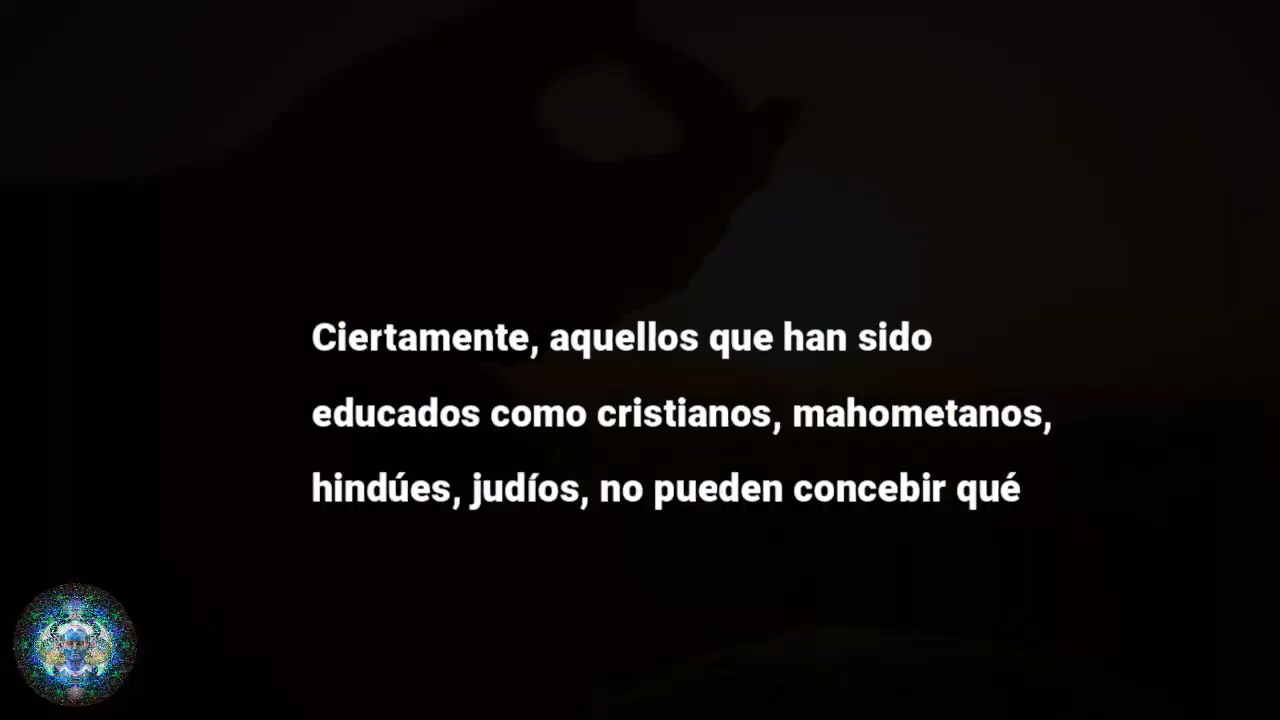 Ciertamente, aquellos que han sido
educados como cristianos, mahometanos,
hindúes, judíos, no pueden concebir qué